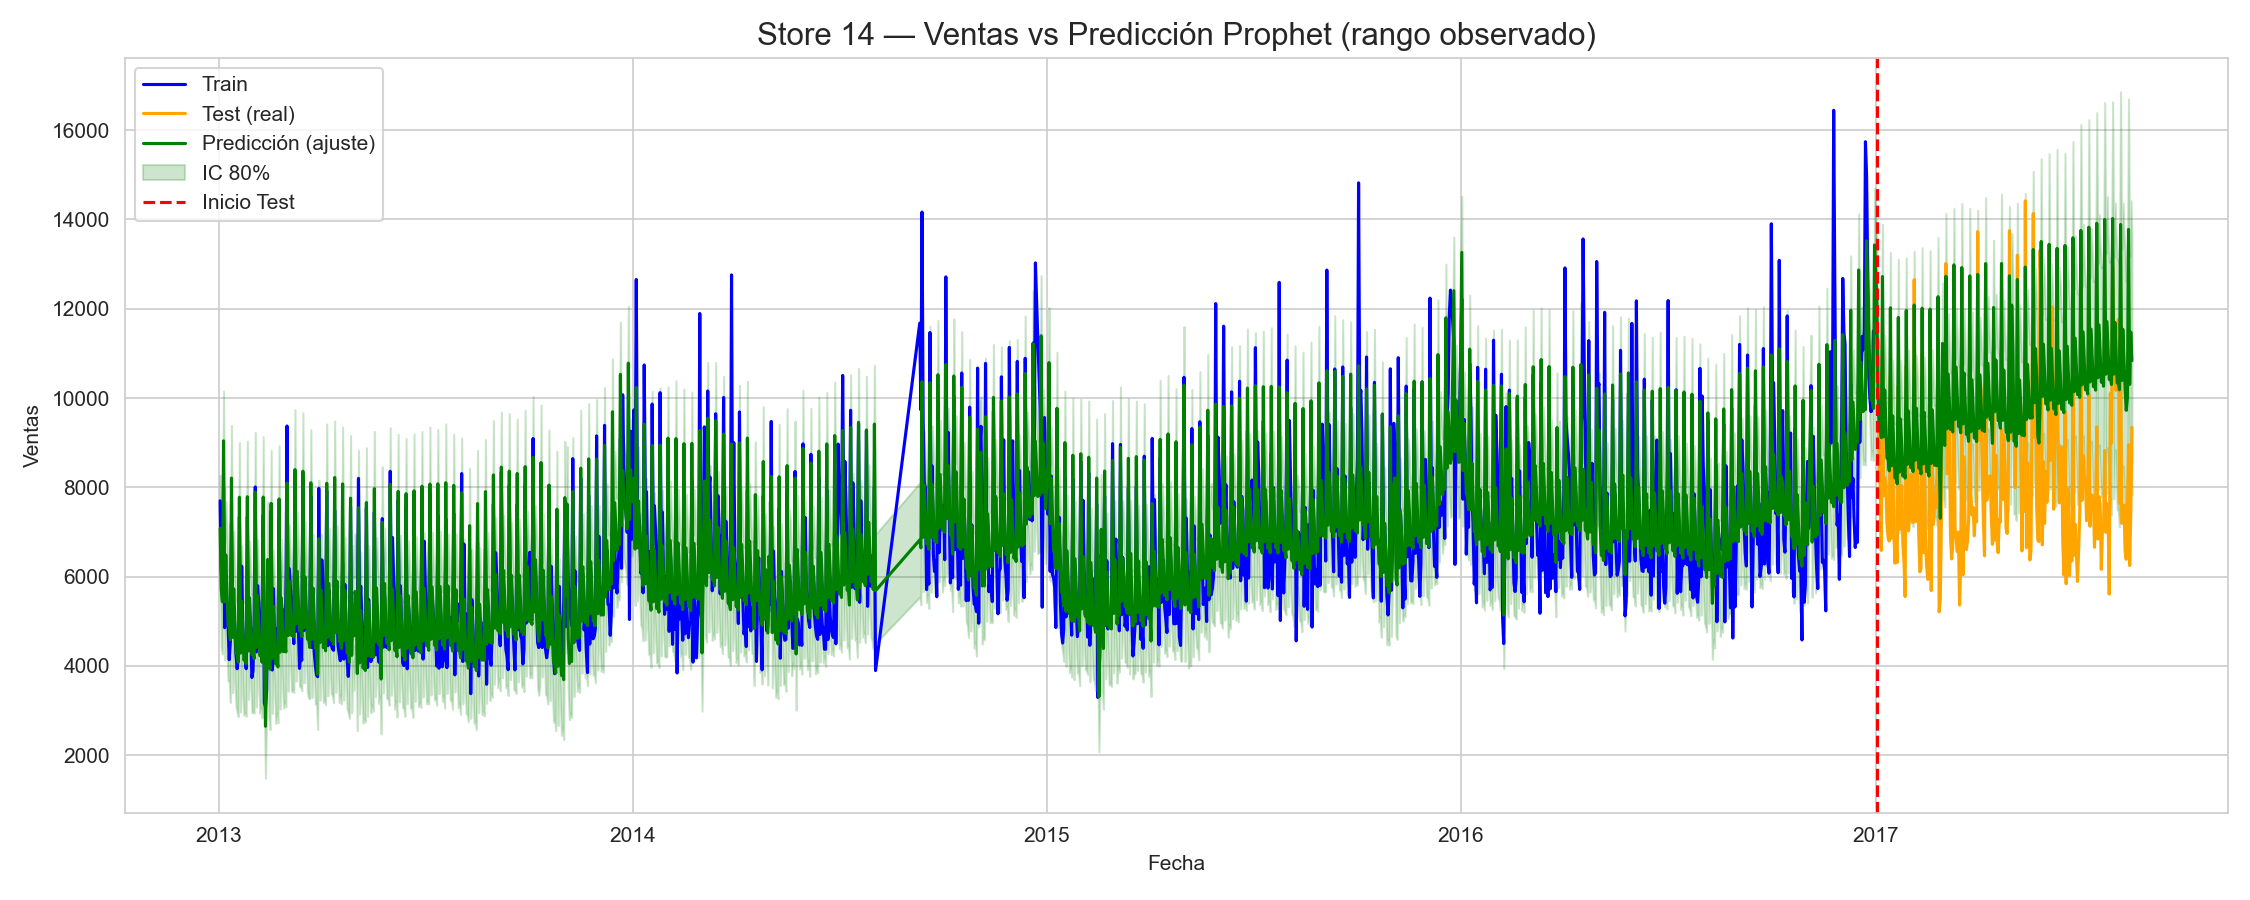 Store 14 — Ventas vs Predicción Prophet (rango observado)
Train
Test (real)
Predicción (ajuste)
IC 80%
Inicio Test
16000
14000
12000
10000
8000
6000
4000
2000
Ventas
2013
2014
2015
2016
2017
Fecha